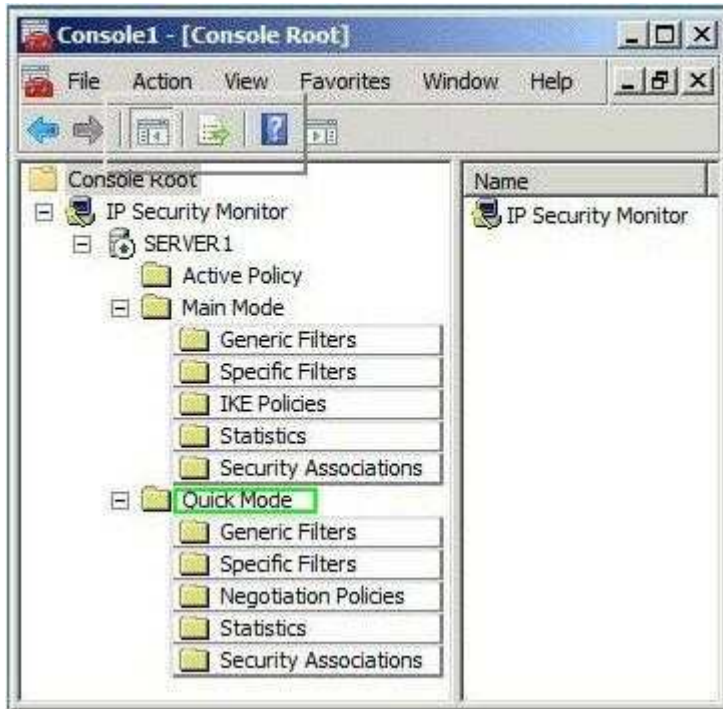 Console1 - [Console Root]
File Action View Favorites Window Help
Console Root
IP Security Monitor
SERVER1
Active Policy
Main Mode
Generic Filters
Specific Filters
IKE Policies
Statistics
Security Associations
Quick Mode
Generic Filters
Specific Filters
Negotiation Policies
Statistics
Security Associations
Name
IP Security Monitor